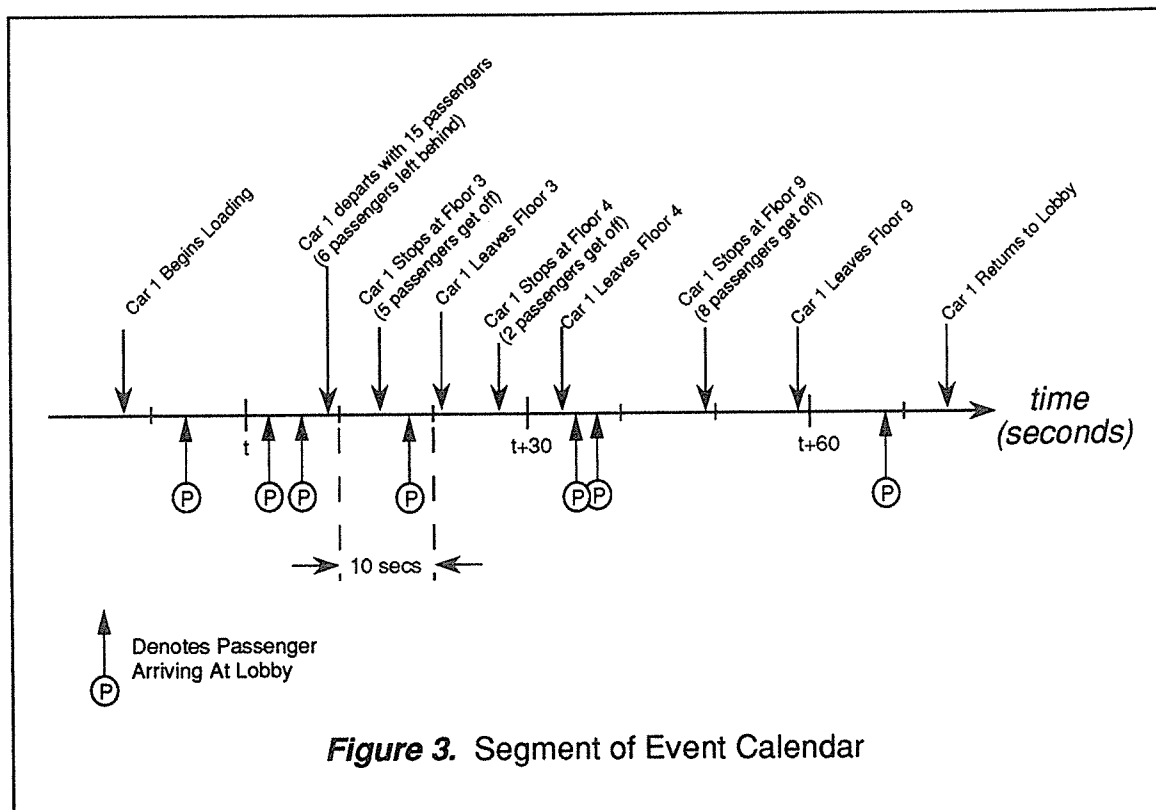 Car 1 Begins Loading
Car 1 departs with 15 passengers
(6 passengers left behind)
Car 1 Stops at Floor 3
(5 passengers get off)
Car 1 Leaves Floor 3
Car 1 Stops at Floor 4
(2 passengers get off)
Car 1 Leaves Floor 4
Car 1 Stops at Floor 9
(8 passengers get off)
Car 1 Leaves Floor 9
Car 1 Returns to Lobby
time
(seconds)
t
t+30
t+60
P
P
P
P
P
P
P
10 secs
Denotes Passenger
Arriving At Lobby
P
Figure 3. Segment of Event Calendar